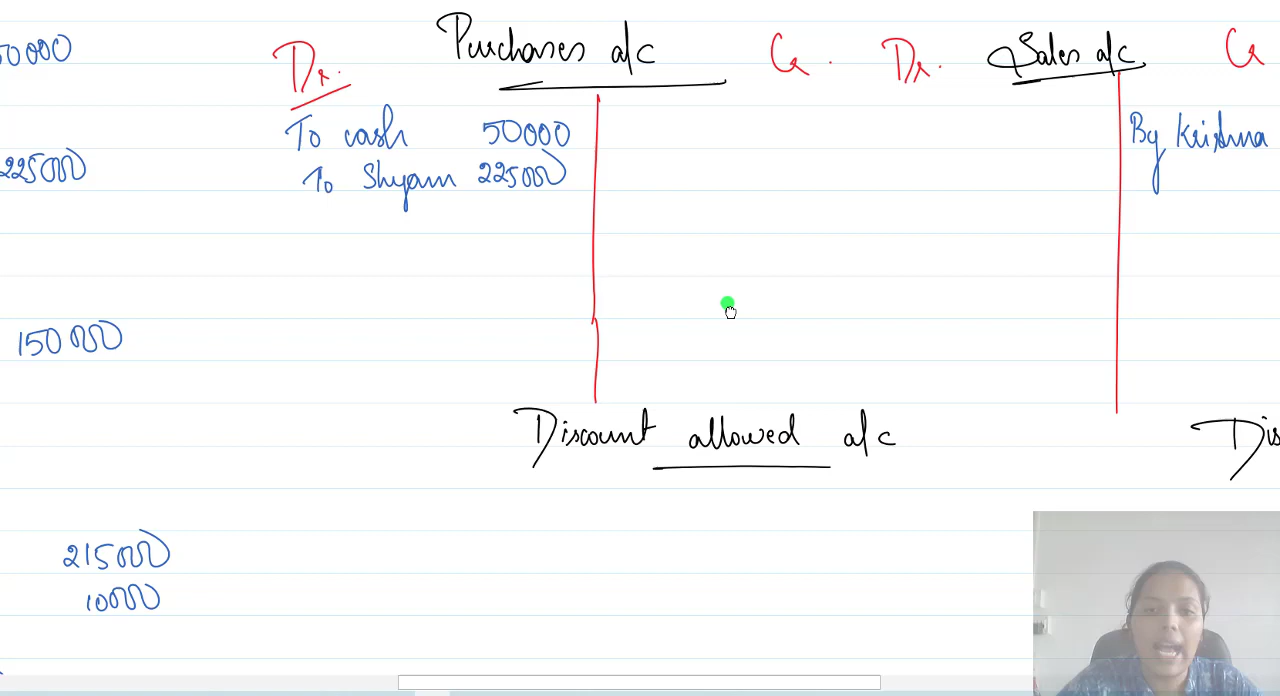 50000
Dr. Purchases a/c Cr. Dr. Sales a/c Cr
To cash 50000
By Krishna
225000
To Shyam 225000
150000
Discount allowed a/c
Dis
215000
10000